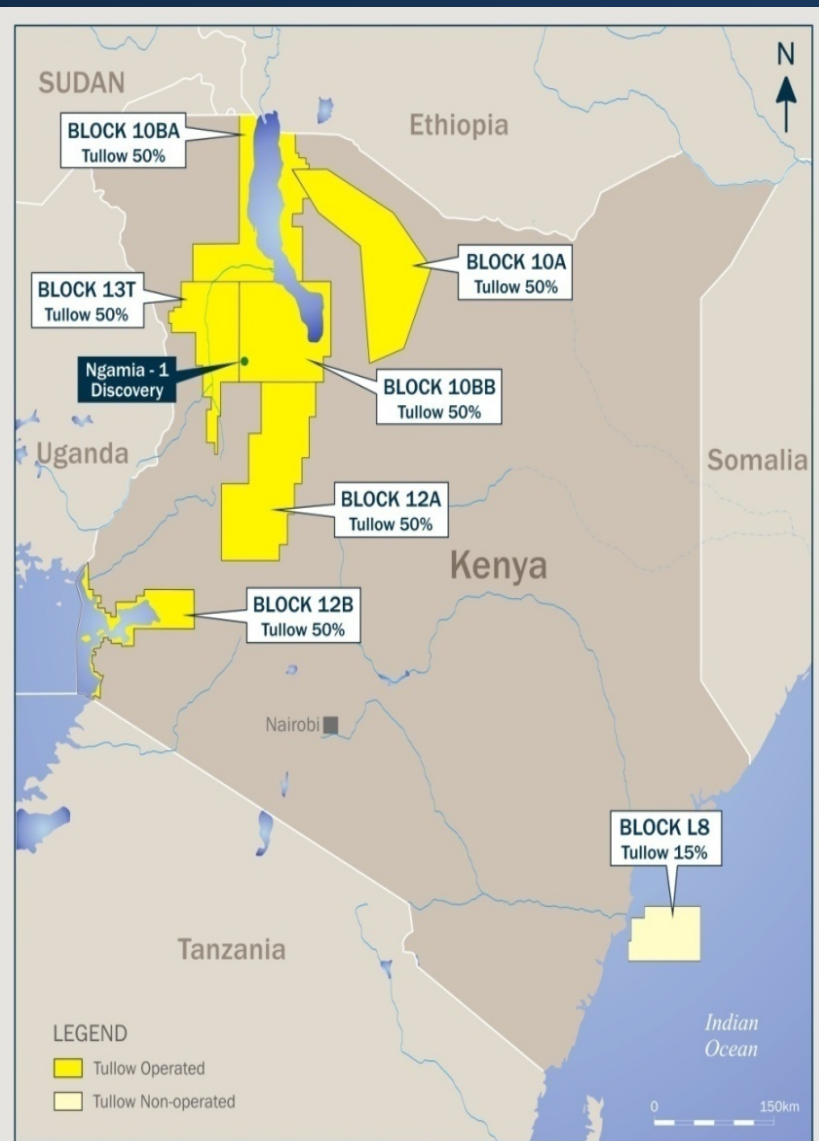 N
SUDAN
BLOCK 10BA
Tullow 50%
Ethiopia
BLOCK 10A
Tullow 50%
BLOCK 13T
Tullow 50%
Ngamia - 1
Discovery
BLOCK 10BB
Tullow 50%
Uganda
Somalia
BLOCK 12A
Tullow 50%
Kenya
BLOCK 12B
Tullow 50%
Nairobi
BLOCK L8
Tullow 15%
Tanzania
Indian
Ocean
LEGEND
Tullow Operated
Tullow Non-operated
0 150km